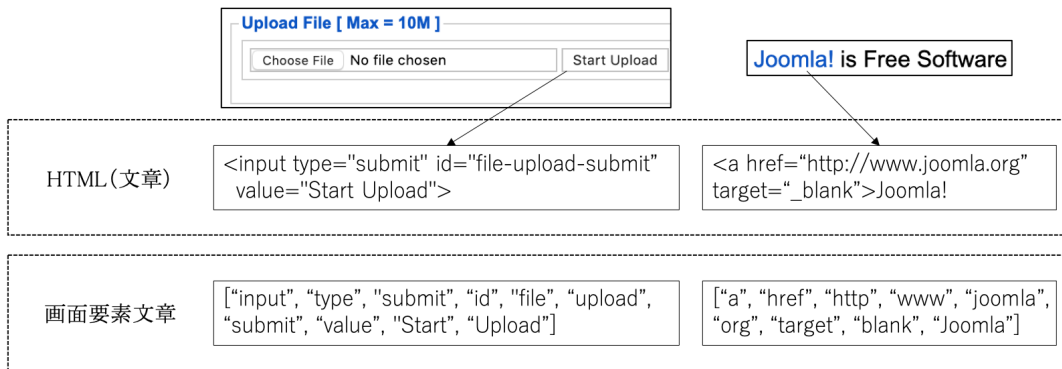 Upload File [ Max = 10M ]
Choose File No file chosen Start Upload
Joomla! is Free Software
HTML(文章)
<input type="submit" id="file-upload-submit”
value="Start Upload">
<a href=“http://www.joomla.org”
target=“_blank”>Joomla!
画面要素文章
[“input”, “type”, "submit”, “id”, "file”, “upload”,
“submit”, “value”, "Start”, “Upload”]
[“a”, “href”, “http”, “www”, “joomla”,
“org”, “target”, “blank”, “Joomla”]